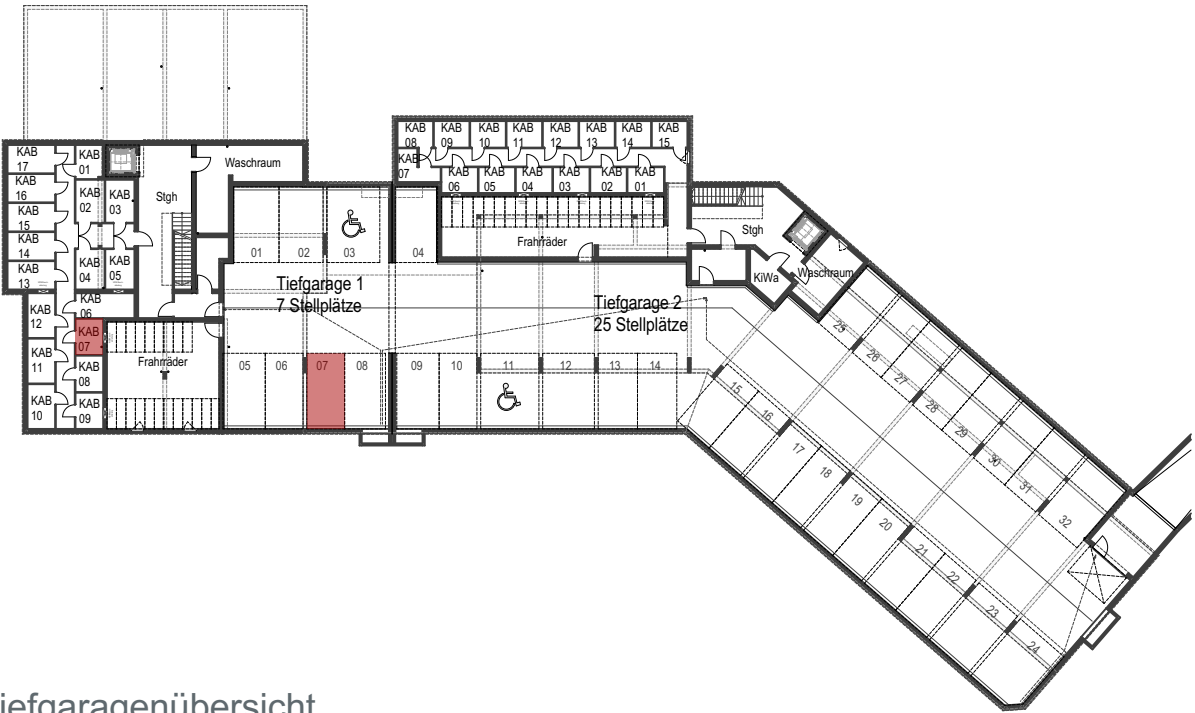 KAB
08
KAB
09
KAB
10
KAB
11
KAB
12
KAB
13
KAB
14
KAB
15
KAB
07
KAB
06
KAB
05
KAB
04
KAB
03
KAB
02
KAB
01
KAB
17
KAB
16
KAB
15
KAB
14
KAB
13
KAB
12
KAB
11
KAB
10
KAB
01
KAB
02
KAB
03
KAB
04
KAB
05
KAB
06
KAB
07
KAB
08
KAB
09
Waschraum
Stgh
Frahrräder
01
02
03
04
Tiefgarage 1
7 Stellplätze
05
06
07
08
Frahrräder
Stgh
KiWa
Waschraum
Tiefgarage 2
25 Stellplätze
09
10
11
12
13
14
15
16
17
18
19
20
21
22
23
24
25
26
27
28
29
30
31
32
iefgaragenübersicht